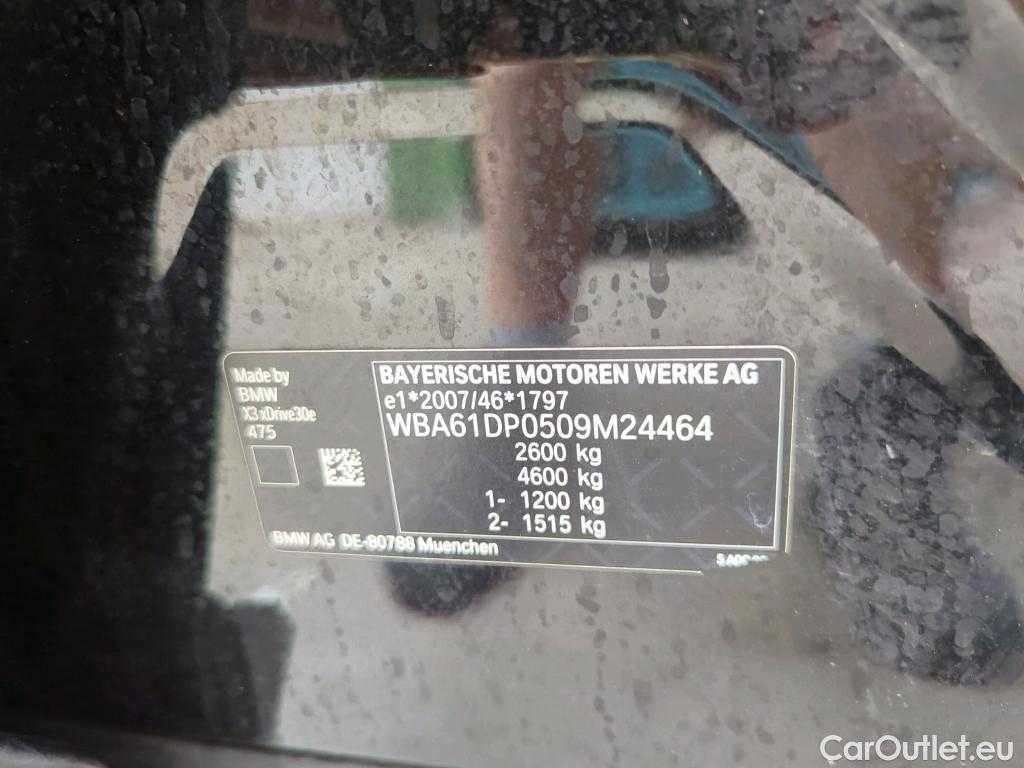 Made by
BMW
X3 xDrive30e
475
BAYERISCHE MOTOREN WERKE AG
e1*2007/46*1797
WBA61DP0509M24464
2600 kg
4600 kg
1- 1200 kg
2- 1515 kg
BMW AG DE-80788 Muenchen
CarOutlet.eu